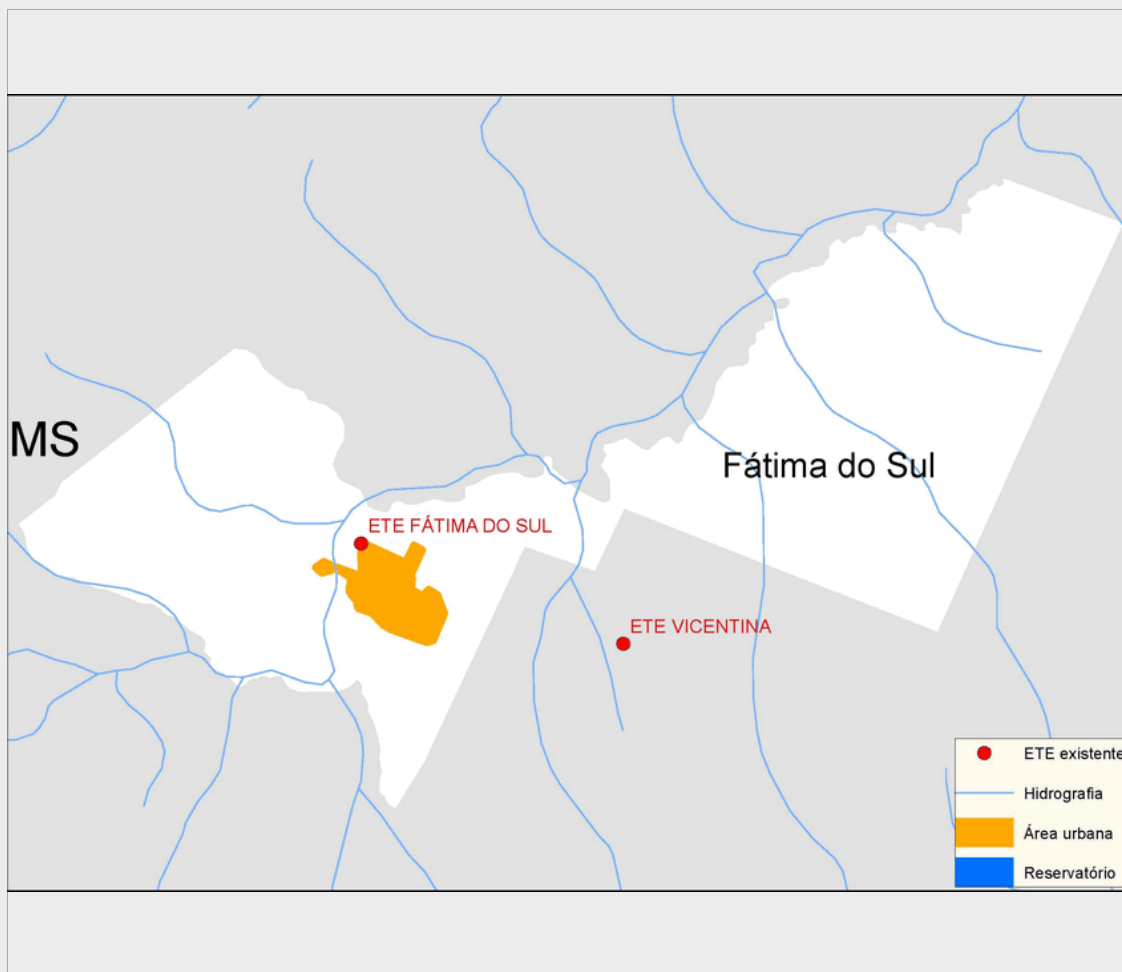 MS
Fátima do Sul
ETE FÁTIMA DO SUL
ETE VICENTINA
ETE existente
Hidrografia
Área urbana
Reservatório